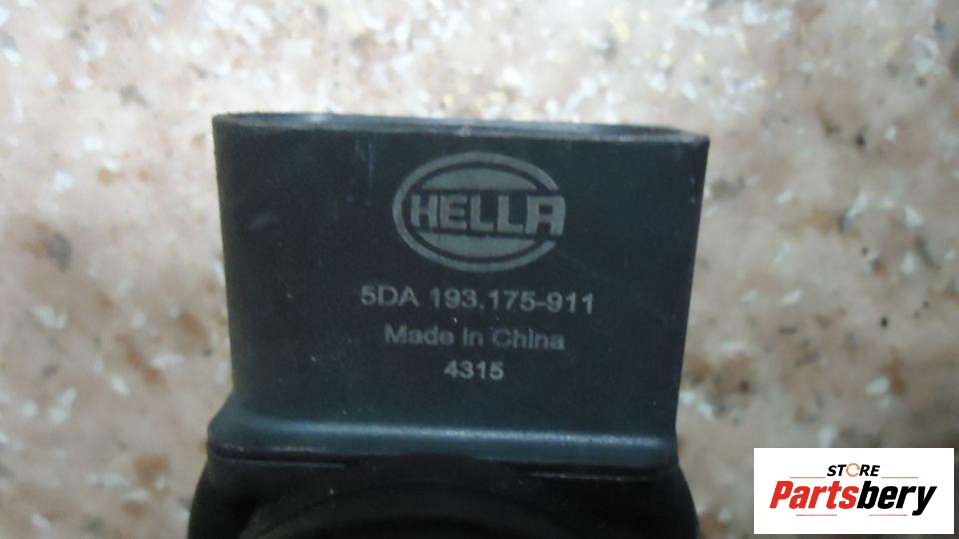 HELLA
5DA 193.175-911
Made in China
4315
STORE
Partsbery